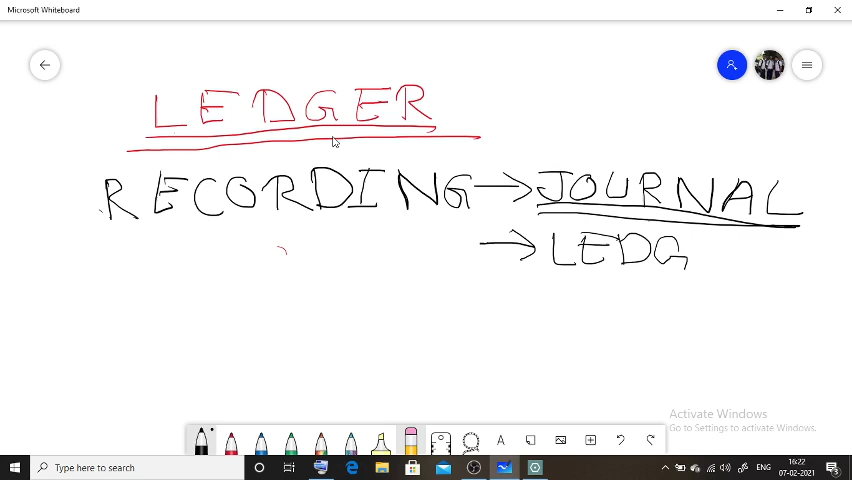 Microsoft Whiteboard
LEDGER
RECORDING → JOURNAL
→ LEDG
Activate Windows
Go to Settings to activate Windows.
A
Type here to search
ENG
16:22
07-02-2021
3